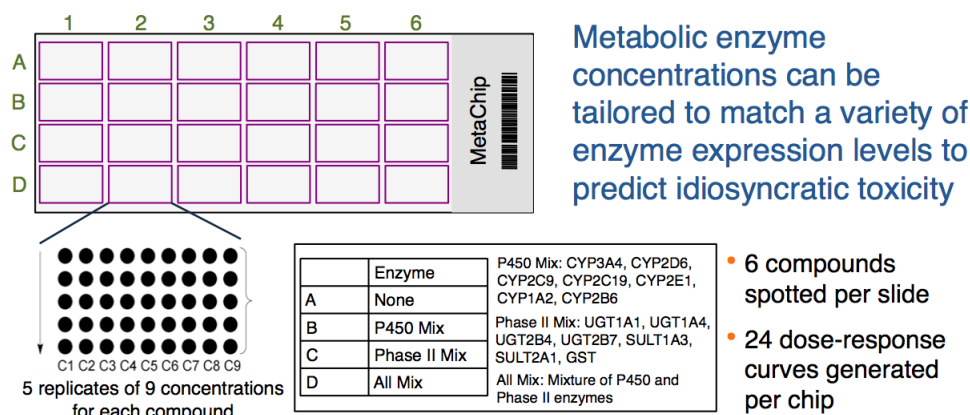 1 2 3 4 5 6
A
B
C
D
MetaChip
Metabolic enzyme
concentrations can be
tailored to match a variety of
enzyme expression levels to
predict idiosyncratic toxicity
C1 C2 C3 C4 C5 C6 C7 C8 C9
5 replicates of 9 concentrations
for each compound
Enzyme
A None
B P450 Mix
C Phase II Mix
D All Mix
P450 Mix: CYP3A4, CYP2D6,
CYP2C9, CYP2C19, CYP2E1,
CYP1A2, CYP2B6
Phase II Mix: UGT1A1, UGT1A4,
UGT2B4, UGT2B7, SULT1A3,
SULT2A1, GST
All Mix: Mixture of P450 and
Phase II enzymes
• 6 compounds
spotted per slide
• 24 dose-response
curves generated
per chip